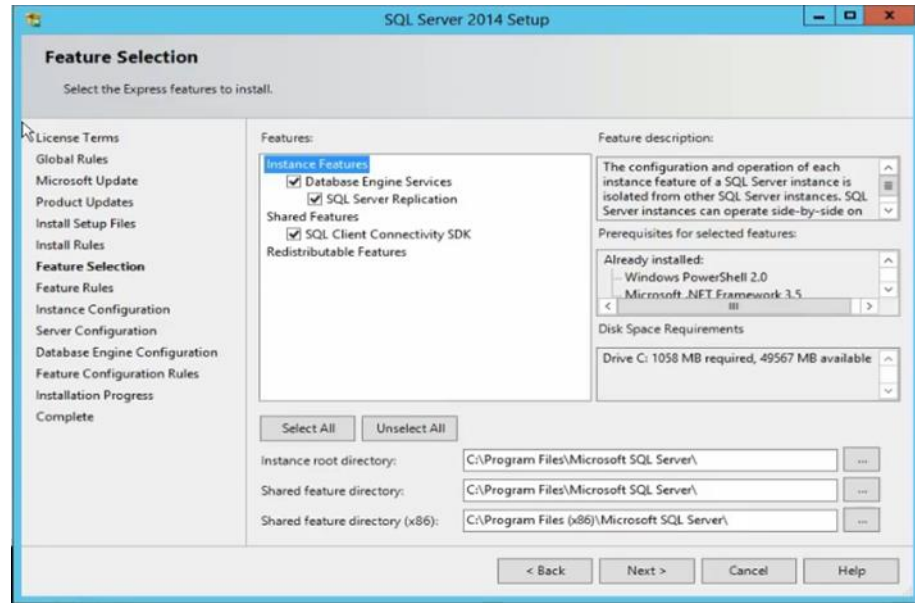 SQL Server 2014 Setup
Feature Selection
Select the Express features to install.
License Terms
Global Rules
Microsoft Update
Product Updates
Install Setup Files
Install Rules
Feature Selection
Feature Rules
Instance Configuration
Server Configuration
Database Engine Configuration
Feature Configuration Rules
Installation Progress
Complete
Features:
Instance Features
Database Engine Services
SQL Server Replication
Shared Features
SQL Client Connectivity SDK
Redistributable Features
Feature description:
The configuration and operation of each
instance feature of a SQL Server instance is
isolated from other SQL Server instances. SQL
Server instances can operate side-by-side on
Prerequisites for selected features:
Already installed:
Windows PowerShell 2.0
Microsoft .NET Framework 3.5
Disk Space Requirements
Drive C: 1058 MB required, 49567 MB available
Select All
Unselect All
Instance root directory:
C:\Program Files\Microsoft SQL Server\
...
Shared feature directory:
C:\Program Files\Microsoft SQL Server\
...
Shared feature directory (x86):
C:\Program Files (x86)\Microsoft SQL Server\
...
< Back
Next >
Cancel
Help